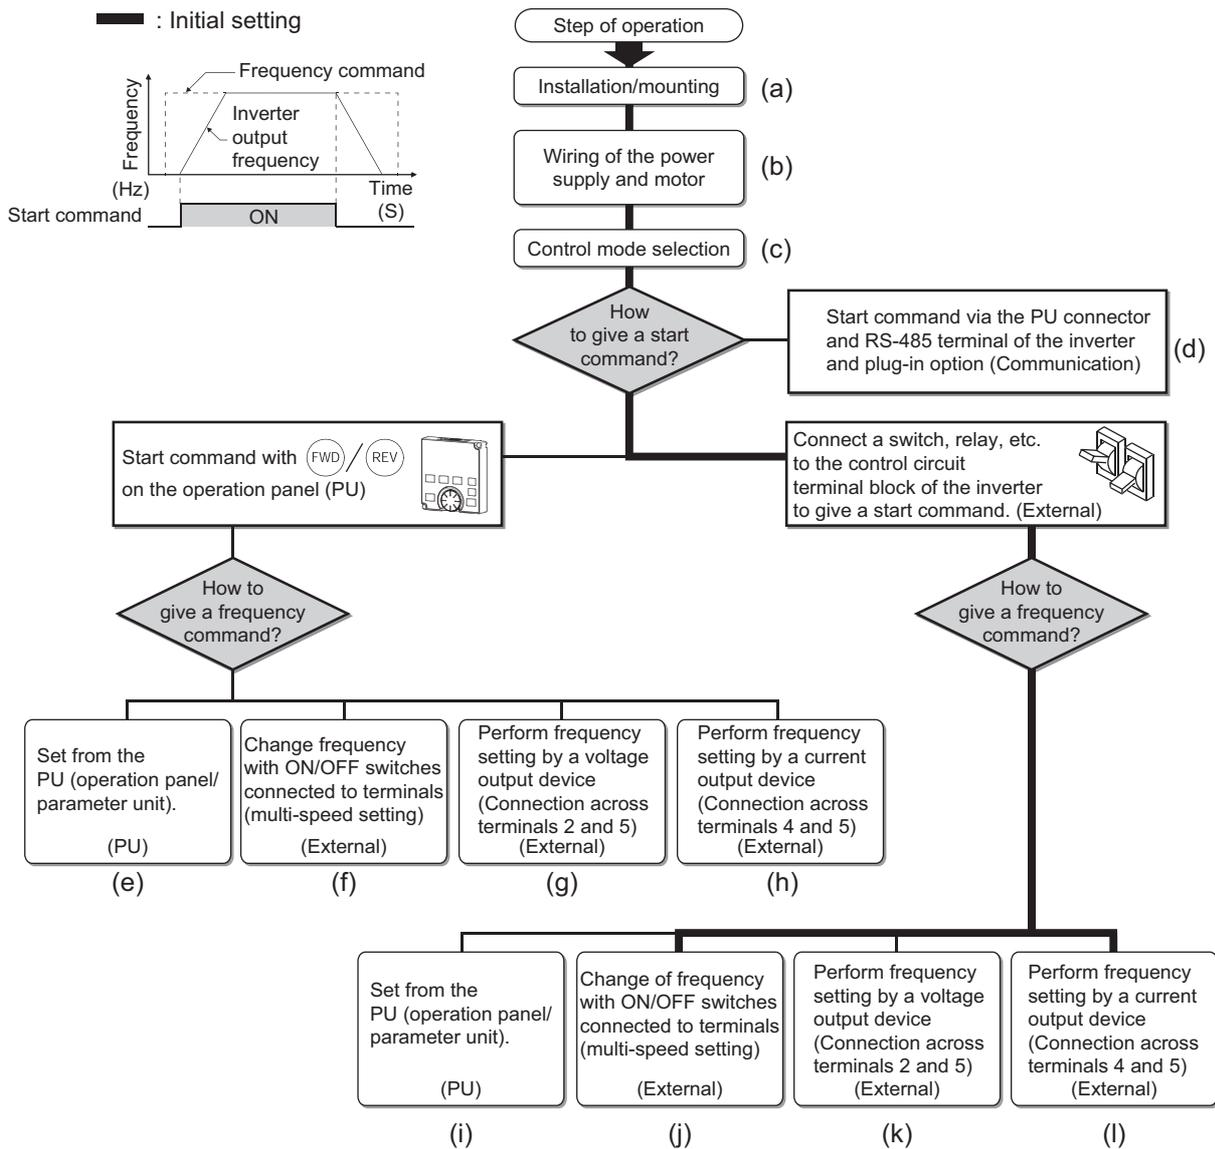 : Initial setting
Frequency command
Frequency
(Hz)
Inverter
output
frequency
Time
(S)
Start command
ON
Step of operation
Installation/mounting
(a)
Wiring of the power
supply and motor
(b)
Control mode selection
(c)
How
to give a start
command?
Start command via the PU connector
and RS-485 terminal of the inverter
and plug-in option (Communication)
(d)
Start command with FWD / REV
on the operation panel (PU)
Connect a switch, relay, etc.
to the control circuit
terminal block of the inverter
to give a start command. (External)
How to
give a frequency
command?
How to
give a frequency
command?
Set from the
PU (operation panel/
parameter unit).
(PU)
(e)
Change frequency
with ON/OFF switches
connected to terminals
(multi-speed setting)
(External)
(f)
Perform frequency
setting by a voltage
output device
(Connection across
terminals 2 and 5)
(External)
(g)
Perform frequency
setting by a current
output device
(Connection across
terminals 4 and 5)
(External)
(h)
Set from the
PU (operation panel/
parameter unit).
(PU)
(i)
Change of frequency
with ON/OFF switches
connected to terminals
(multi-speed setting)
(External)
(j)
Perform frequency
setting by a voltage
output device
(Connection across
terminals 2 and 5)
(External)
(k)
Perform frequency
setting by a current
output device
(Connection across
terminals 4 and 5)
(External)
(l)